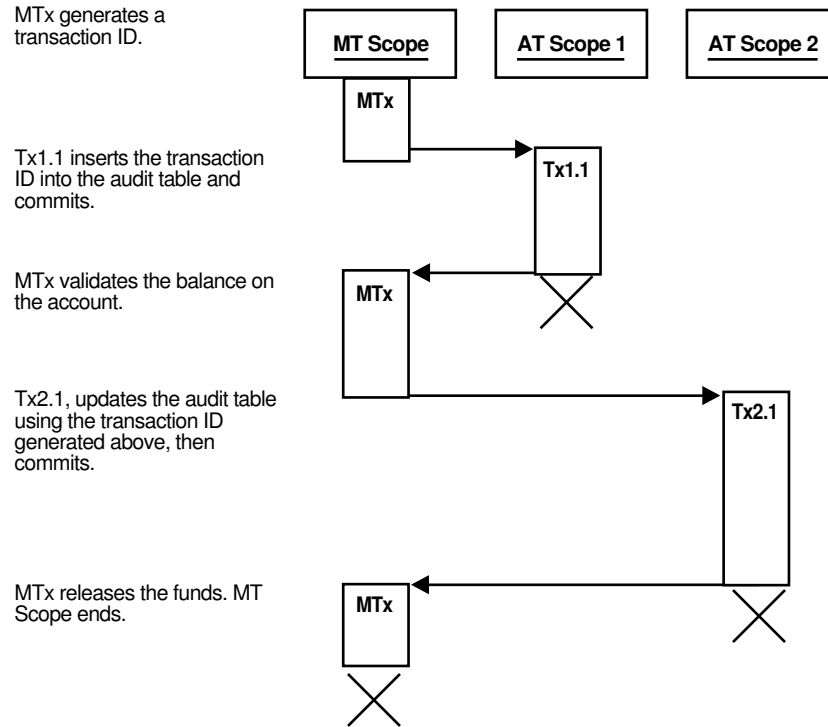 MTx generates a
transaction ID.
MT Scope
AT Scope 1
AT Scope 2
MTx
Tx1.1 inserts the transaction
ID into the audit table and
commits.
Tx1.1
MTx validates the balance on
the account.
MTx
Tx2.1, updates the audit table
using the transaction ID
generated above, then
commits.
Tx2.1
MTx releases the funds. MT
Scope ends.
MTx